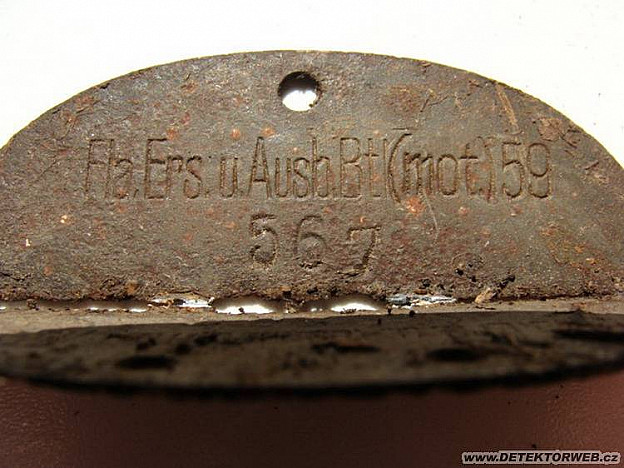 Fla.Ers.u.Ausb.Btl(mot.)59
567
www.DETEKTORWEB.cz